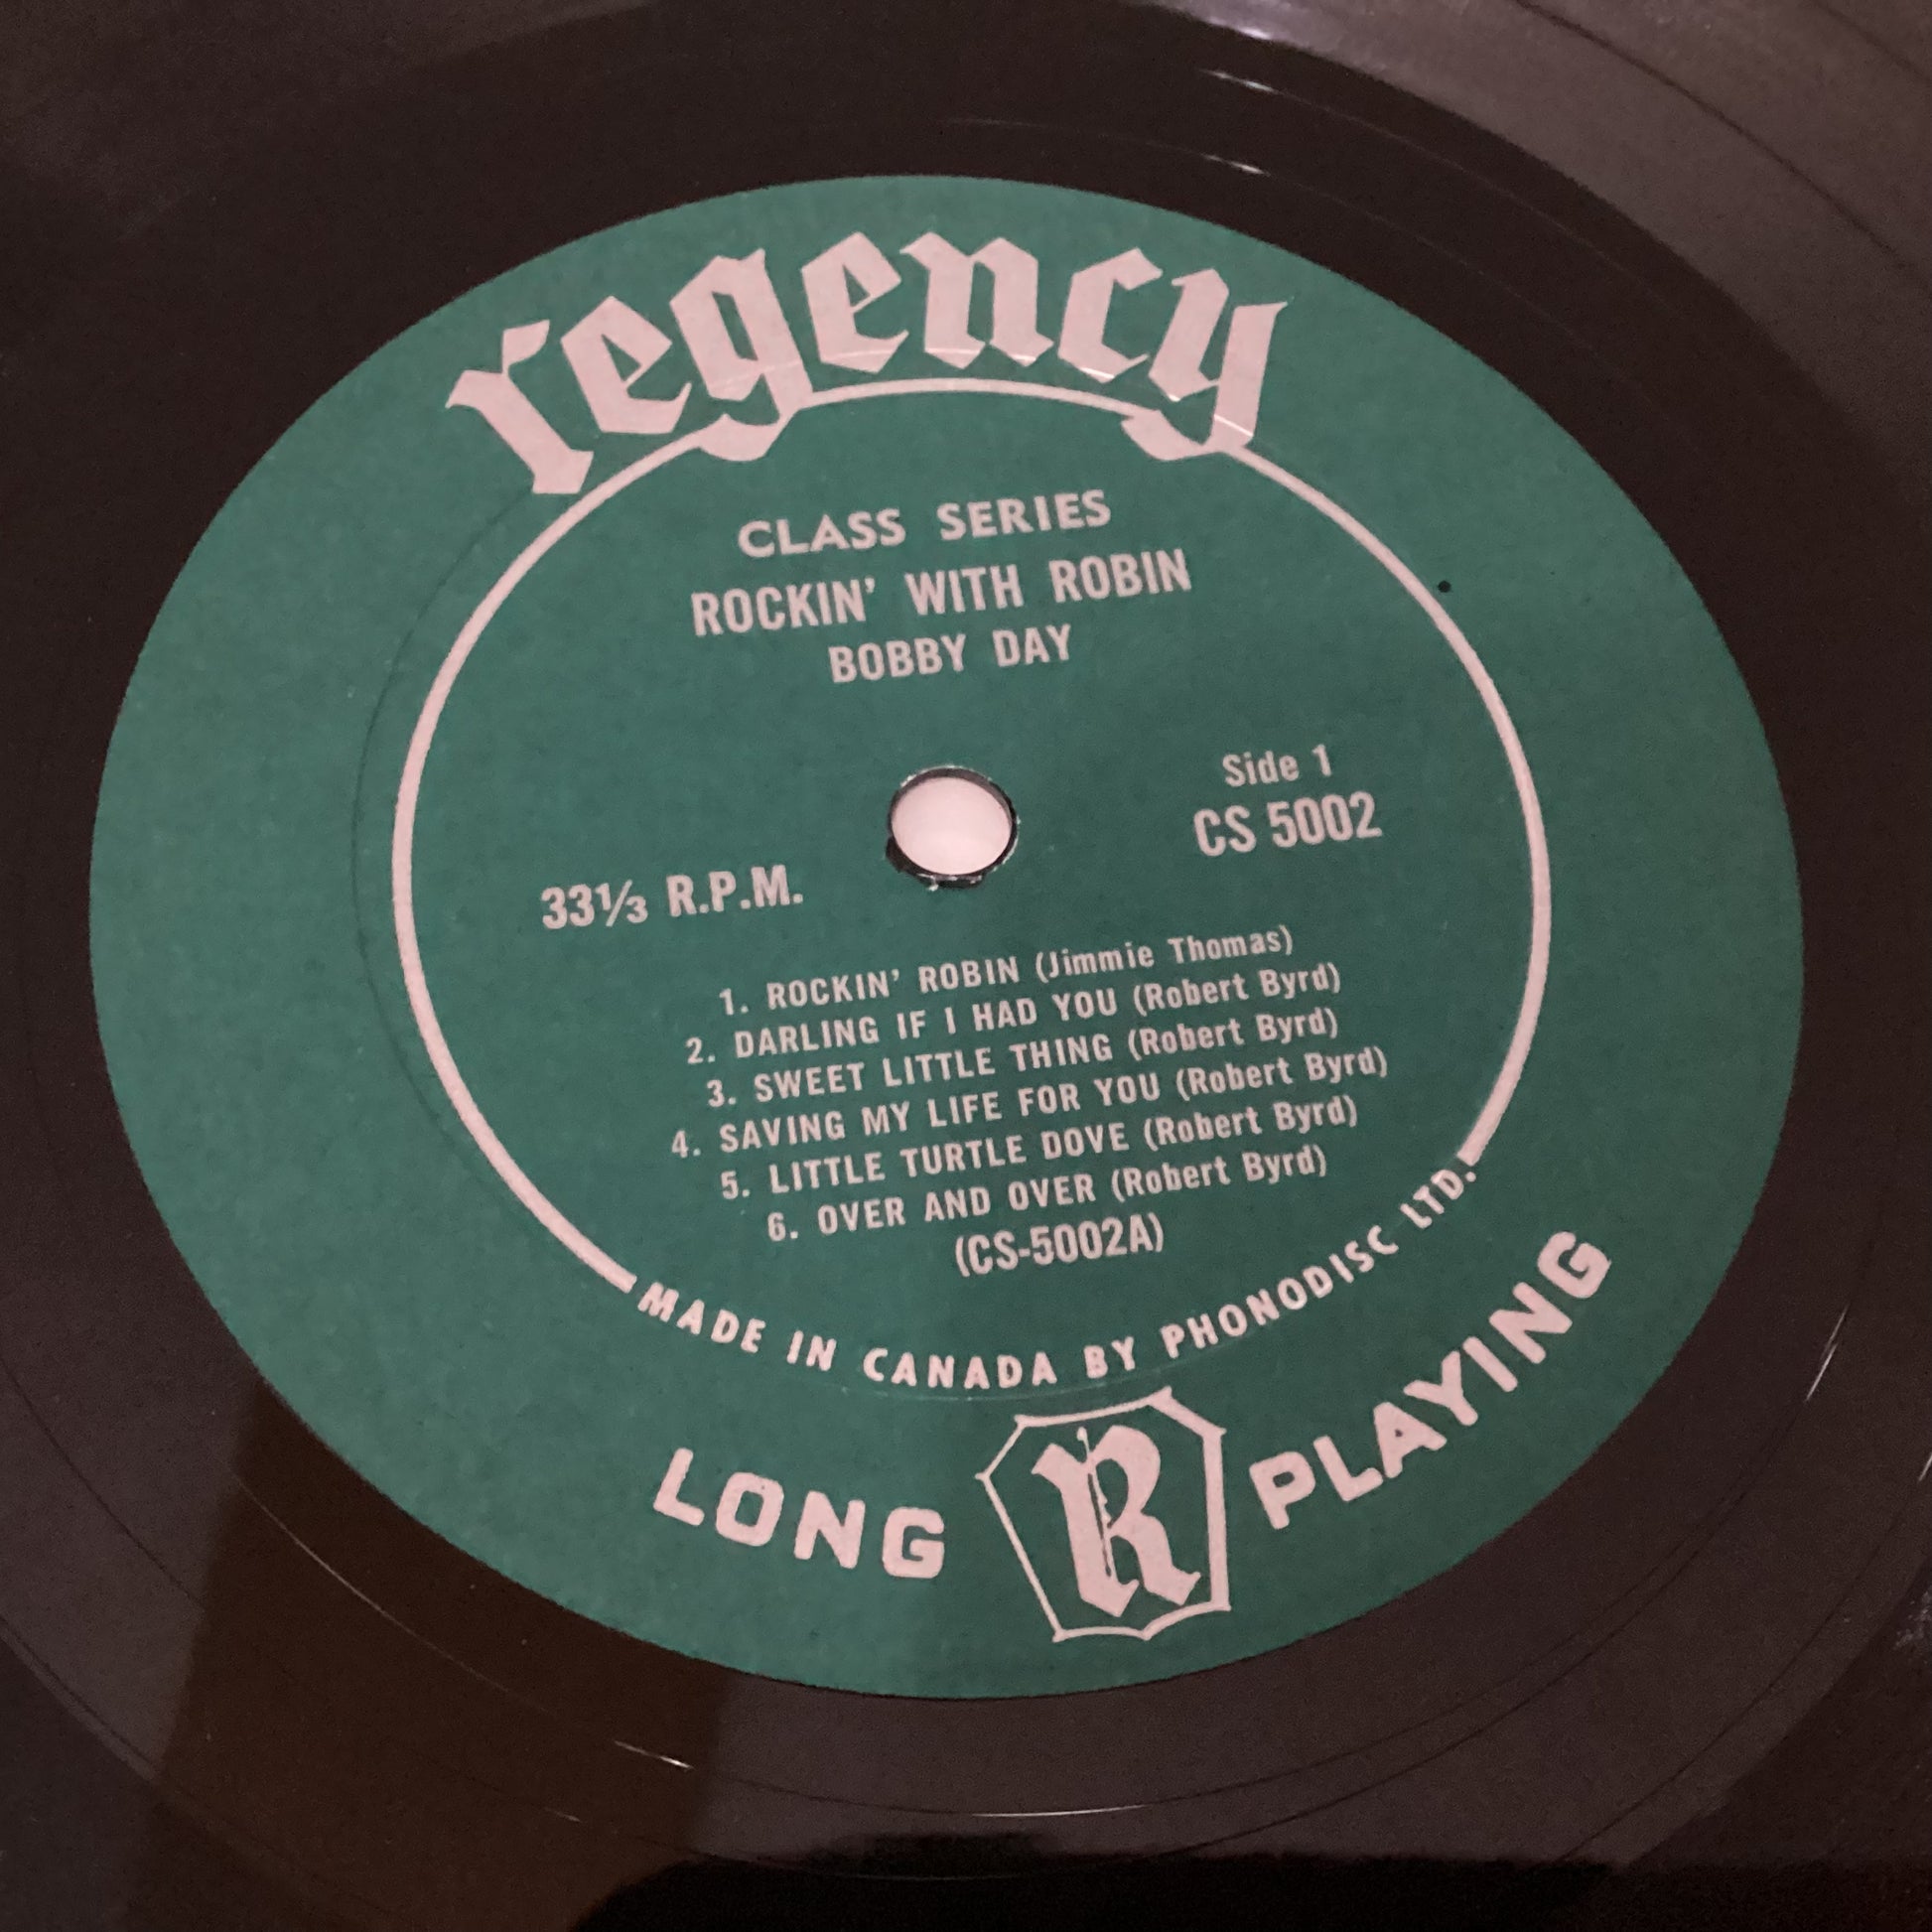 regency
CLASS SERIES
ROCKIN' WITH ROBIN
BOBBY DAY
Side 1
CS 5002
33⅓ R.P.M.
1. ROCKIN' ROBIN (Jimmie Thomas)
2. DARLING IF I HAD YOU (Robert Byrd)
3. SWEET LITTLE THING (Robert Byrd)
4. SAVING MY LIFE FOR YOU (Robert Byrd)
5. LITTLE TURTLE DOVE (Robert Byrd)
6. OVER AND OVER (Robert Byrd)
(CS-5002A)
MADE IN CANADA BY PHONODISC LTD.
LONG R PLAYING